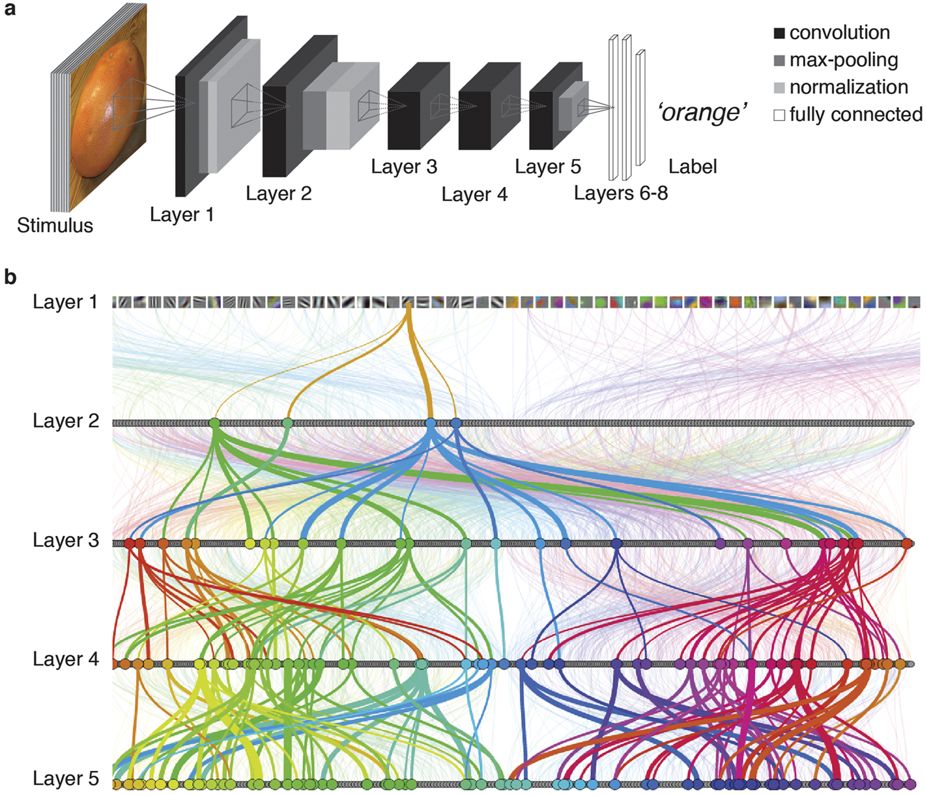 a
convolution
max-pooling
normalization
fully connected
'orange'
Layer 3
Layer 5
Label
Layer 2
Layer 4
Layers 6-8
Layer 1
Stimulus
b
Layer 1
Layer 2
Layer 3
Layer 4
Layer 5